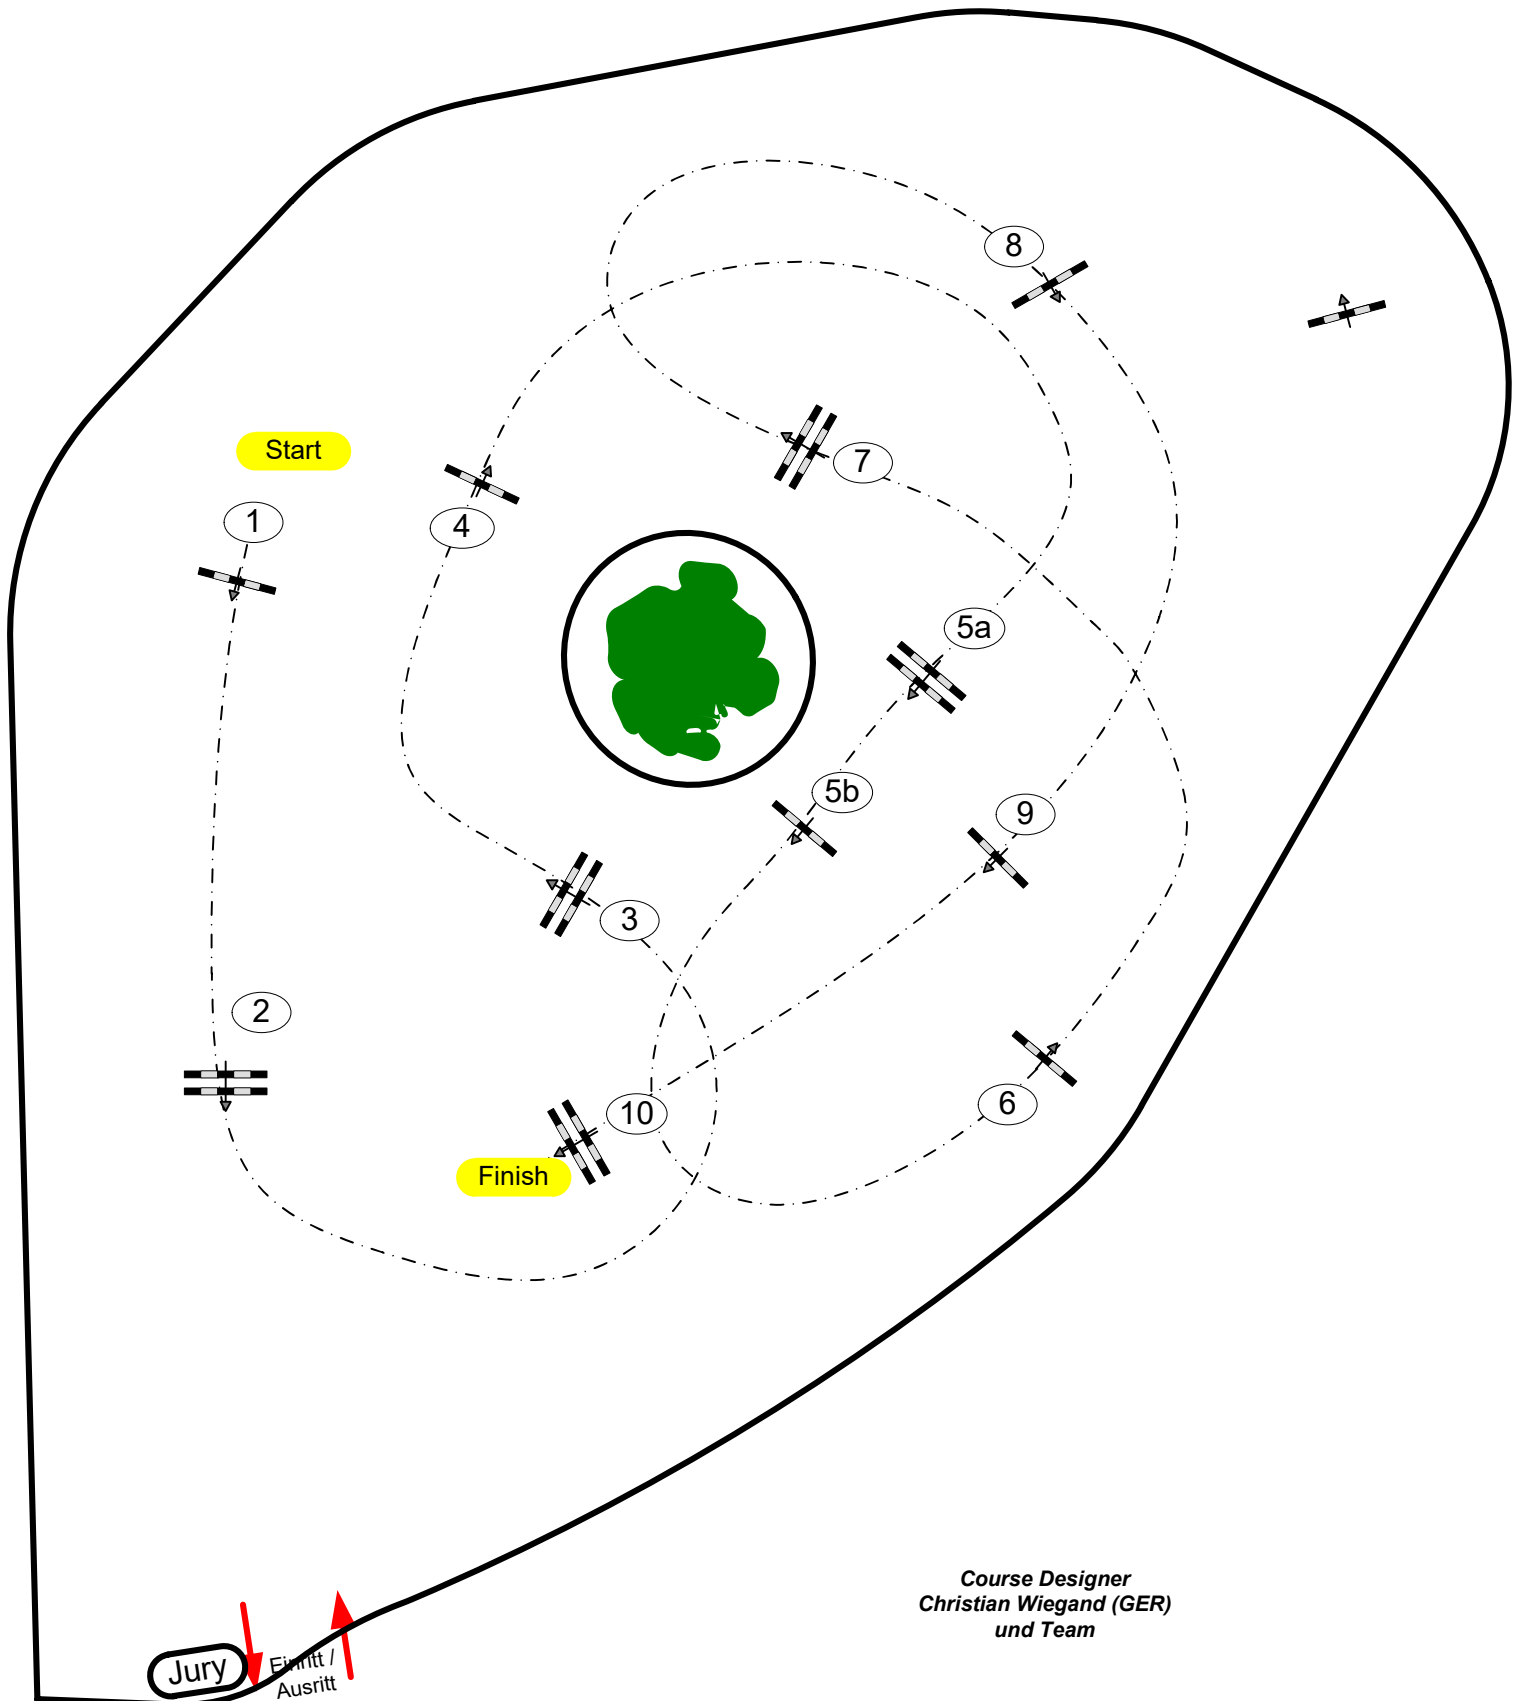 8
Start
7
1
4
5a
5b
9
3
2
6
10
Finish
Course Designer
Christian Wiegand (GER)
und Team
Jury
Einritt /
Ausritt